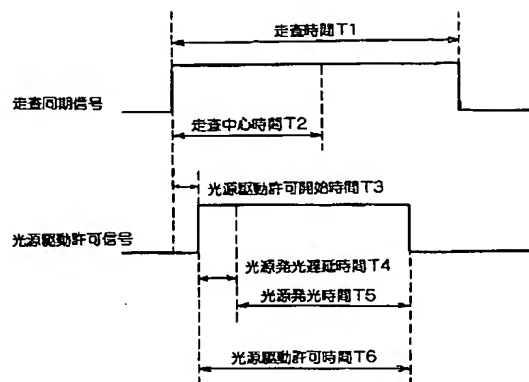 走査時間T1
走査同期信号
走査中心時間T2
光源駆動許可開始時間T3
光源駆動許可信号
光源発光遅延時間T4
光源発光時間T5
光源駆動許可時間T6